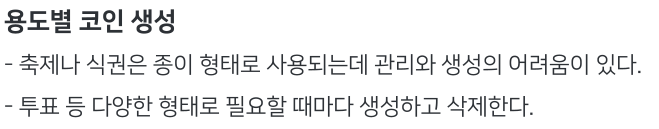 용도별 코인 생성
- 축제나 식권은 종이 형태로 사용되는데 관리와 생성의 어려움이 있다.
- 투표 등 다양한 형태로 필요할 때마다 생성하고 삭제한다.